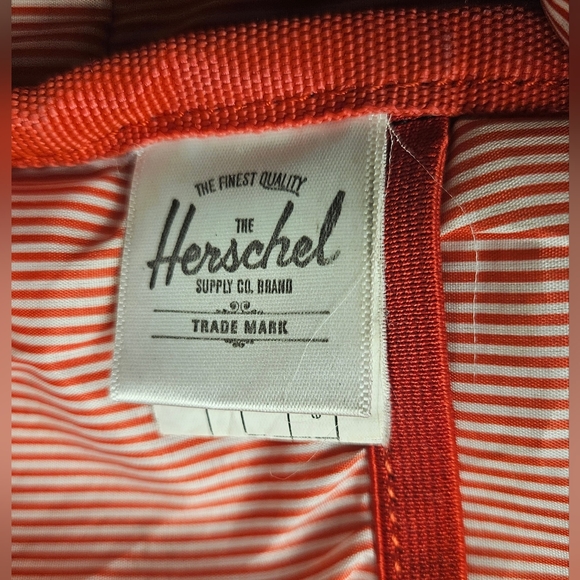 THE FINEST QUALITY
THE
Herschel
SUPPLY CO. BRAND
TRADE MARK